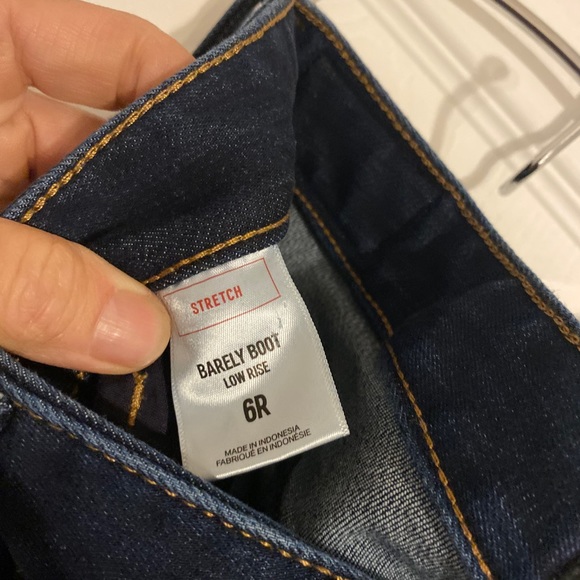 STRETCH
BARELY BOOT
LOW RISE
6R
MADE IN INDONESIA
FABRIQUÉ EN INDONÉSIE